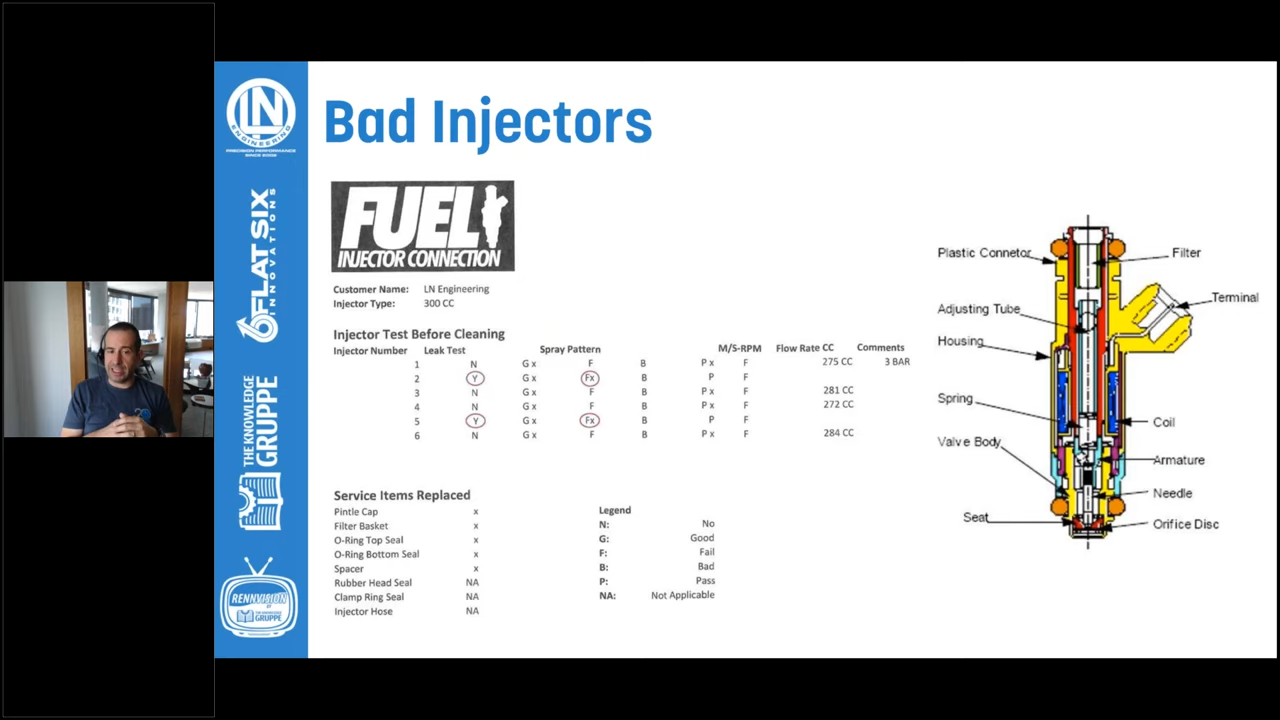 LN
ENGINEERING
PRECISION PERFORMANCE
SINCE 2002
FLAT SIX
INNOVATIONS
THE KNOWLEDGE
GRUPPE
RENNVISION
GRUPPE
Bad Injectors
FUEL
INJECTOR CONNECTION
Customer Name: LN Engineering
Injector Type: 300 CC
Injector Test Before Cleaning
Injector Number Leak Test Spray Pattern M/S-RPM Flow Rate CC Comments
1 N G x F B P x F 275 CC 3 BAR
2 Y G x Fx B P F
3 N G x F B P x F 281 CC
4 N G x F B P x F 272 CC
5 Y G x Fx B P F
6 N G x F B P x F 284 CC
Service Items Replaced
Pintle Cap x
Filter Basket x
O-Ring Top Seal x
O-Ring Bottom Seal x
Spacer x
Rubber Head Seal NA
Clamp Ring Seal NA
Injector Hose NA
Legend
N: No
G: Good
F: Fail
B: Bad
P: Pass
NA: Not Applicable
Plastic Connetor
Filter
Terminal
Adjusting Tube
Housing
Spring
Coil
Valve Body
Armature
Needle
Seat
Orifice Disc